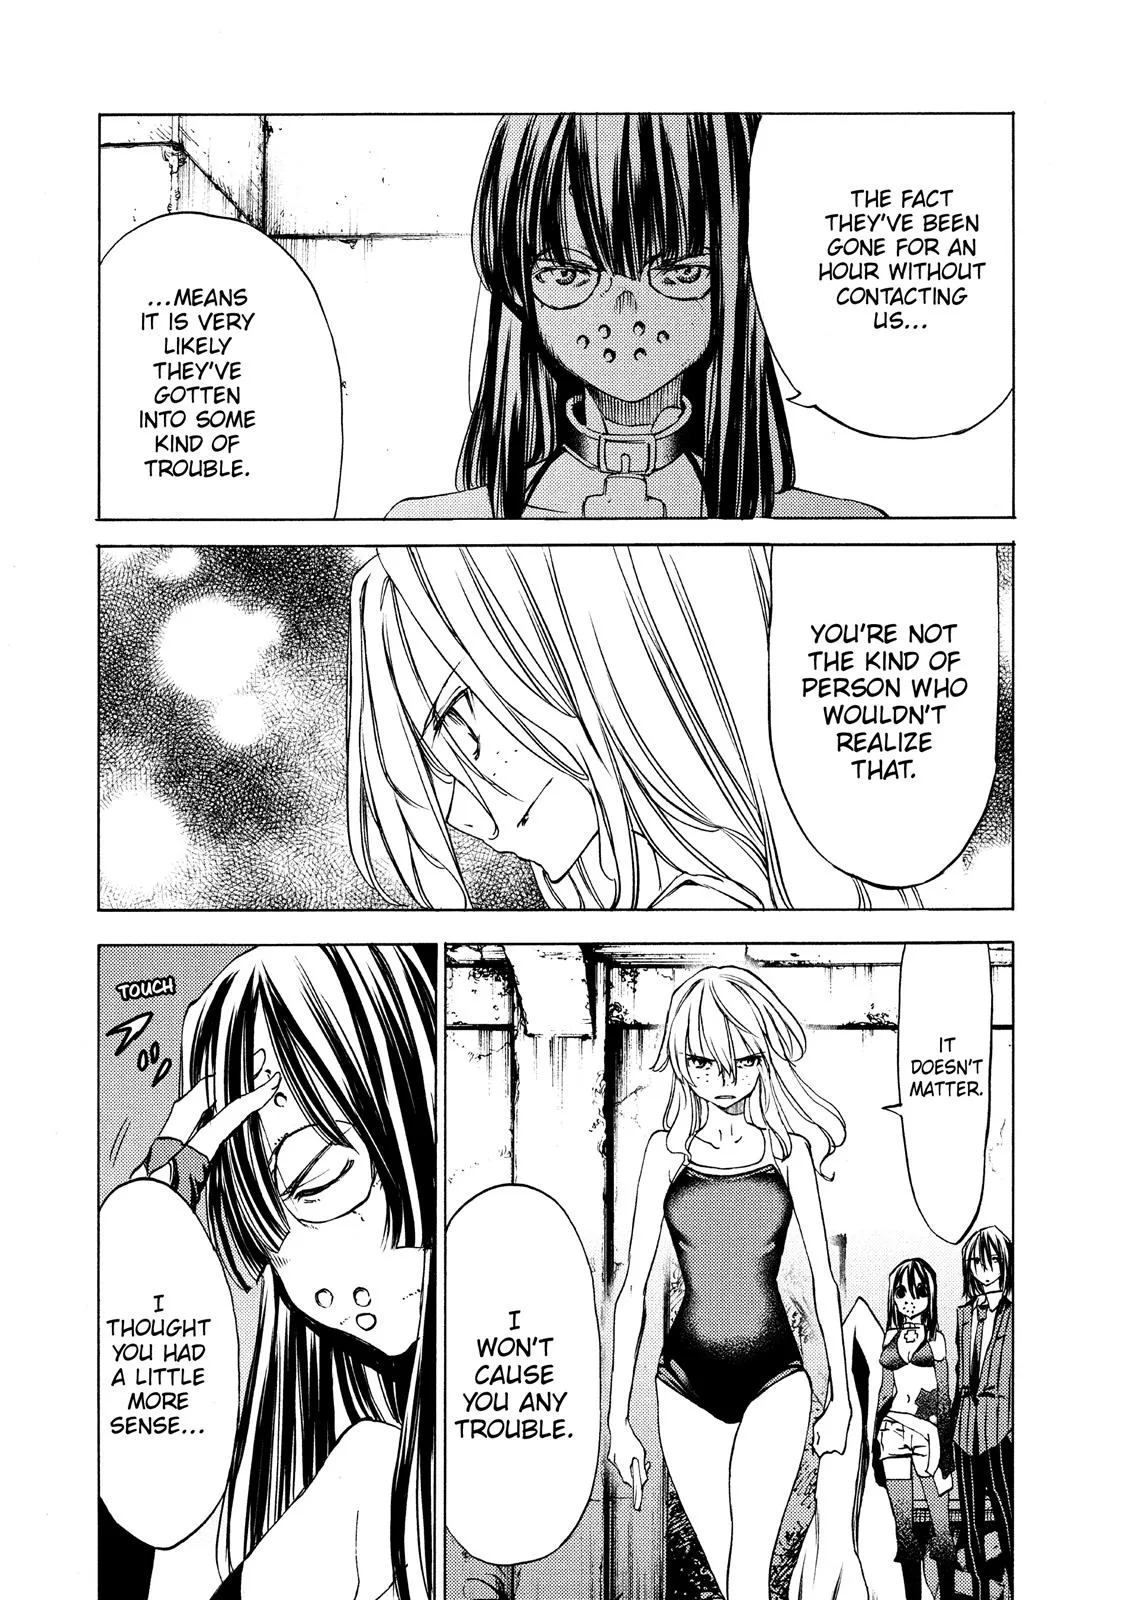 THE FACT
THEY'VE BEEN
GONE FOR AN
HOUR WITHOUT
CONTACTING
US...
...MEANS
IT IS VERY
LIKELY
THEY'VE
GOTTEN
INTO SOME
KIND OF
TROUBLE.
YOU'RE NOT
THE KIND OF
PERSON WHO
WOULDN'T
REALIZE
THAT.
IT
DOESN'T
MATTER.
I
WON'T
CAUSE
YOU ANY
TROUBLE.
TOUCH
I
THOUGHT
YOU HAD
A LITTLE
MORE
SENSE...